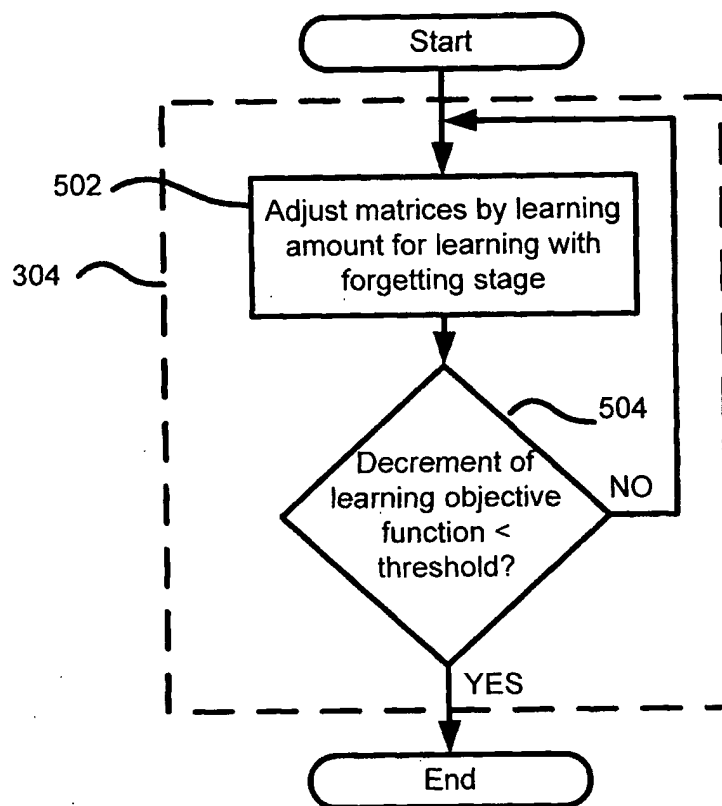 Start
502
Adjust matrices by learning
amount for learning with
forgetting stage
304
504
Decrement of
learning objective
function <
threshold?
NO
YES
End